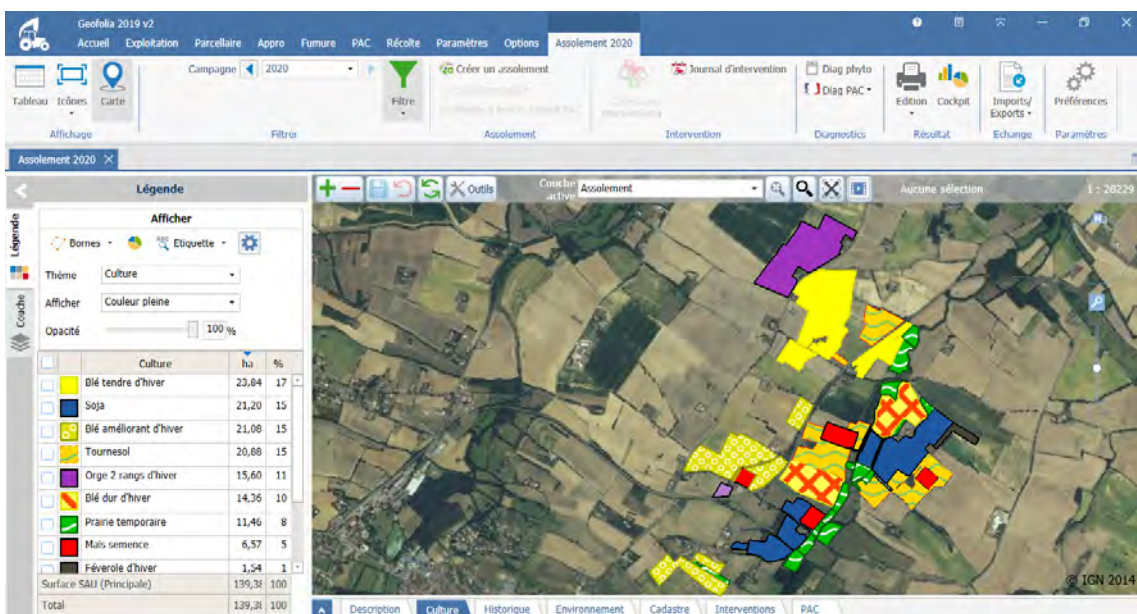 Geofolia 2019 v2
Accueil Exploitation Parcellaire Appro Fumure PAC Récolte Paramètres Options Assolement 2020
Campagne 2020
Créer un assolement
Journal d'intervention
Diag phyto
Diag PAC
Tableau Icônes Carte
Filtre
Edition Cockpit
Imports/
Exports
Préférences
Affichage Filtrer Assolement Intervention Diagnostics Résultat Echange Paramètres
Assolement 2020
Légende
Outils
Couche
active
Assolement
Aucune sélection
1 : 20229
Légende
Couche
Afficher
Bornes
ABC
Etiquette
Thème Culture
Afficher Couleur pleine
Opacité 100 %
Culture ha %
Blé tendre d'hiver 23,84 17
Soja 21,20 15
Blé améliorant d'hiver 21,08 15
Tournesol 20,88 15
Orge 2 rangs d'hiver 15,60 11
Blé dur d'hiver 14,36 10
Prairie temporaire 11,46 8
Maïs semence 6,57 5
Féverole d'hiver 1,54 1
Surface SAU (Principale) 139,38 100
Total 139,38 100
© IGN 2014
Description Culture Historique Environnement Cadastre Interventions PAC